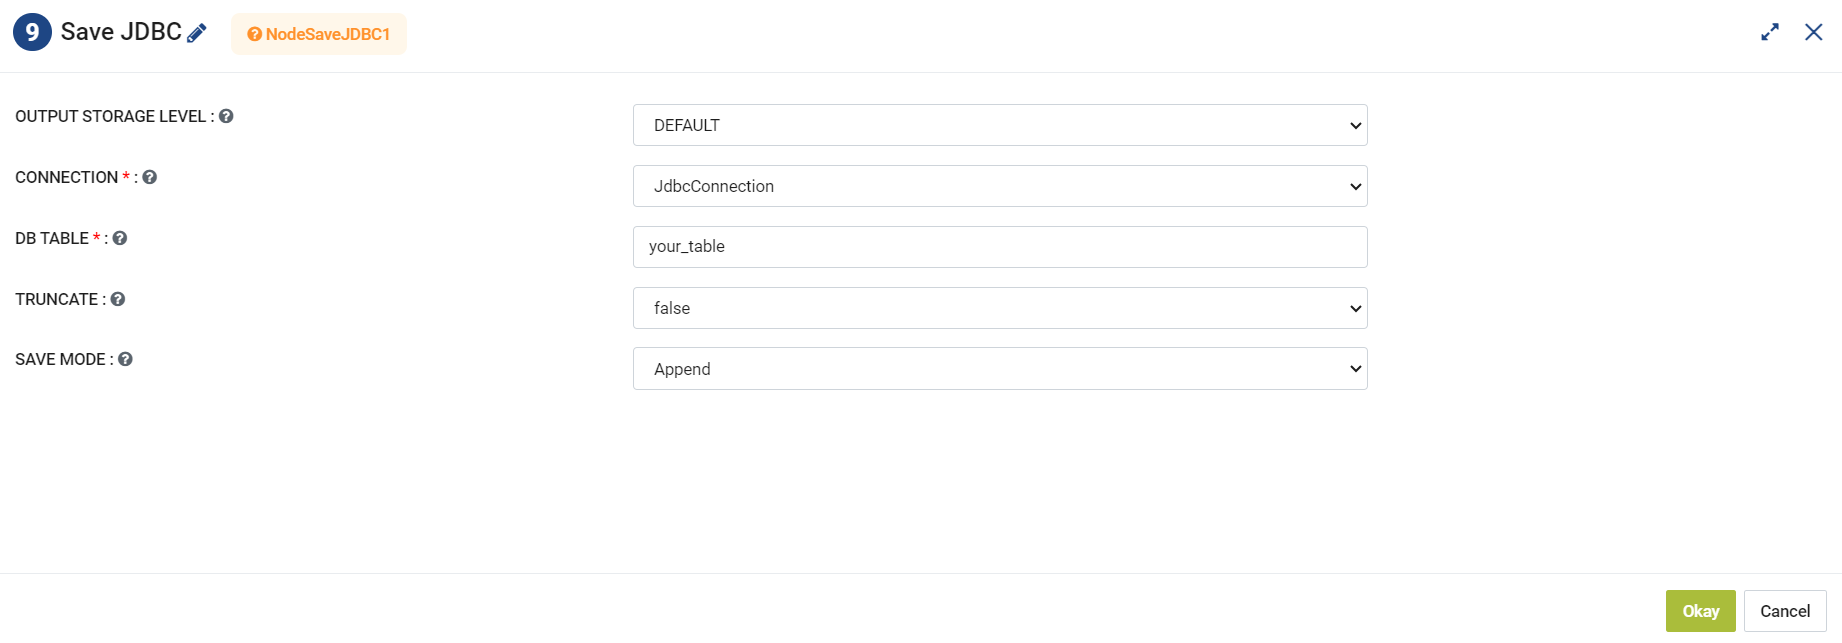 9 Save JDBC NodeSaveJDBC1
OUTPUT STORAGE LEVEL : DEFAULT
CONNECTION * : JdbcConnection
DB TABLE * : your_table
TRUNCATE : false
SAVE MODE : Append
Okay Cancel